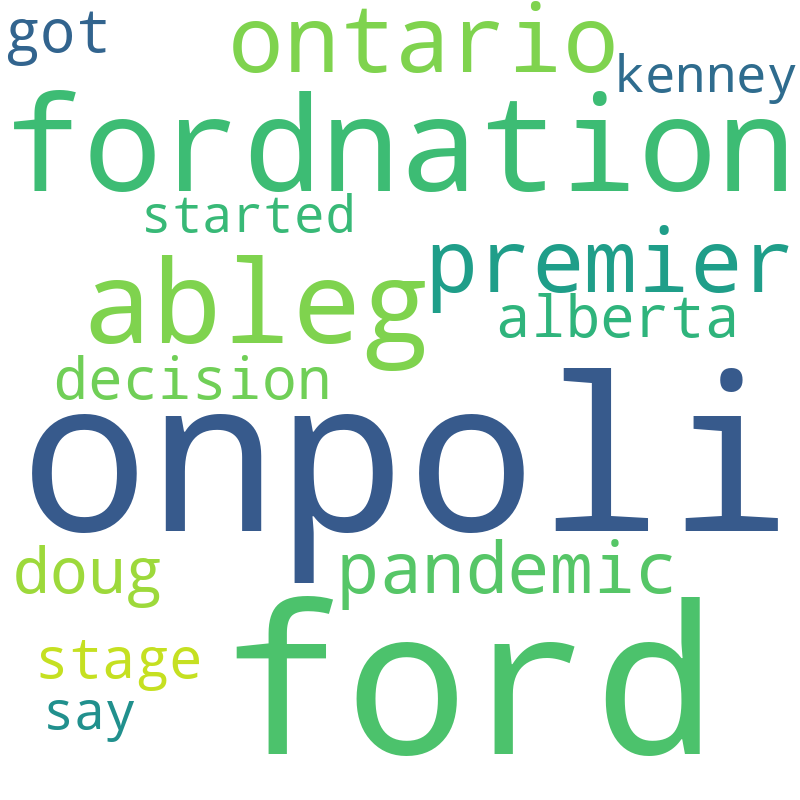 got
ontario
kenney
fordnation
started
premier
ableg
alberta
decision
onpoli
doug
pandemic
stage
ford
say